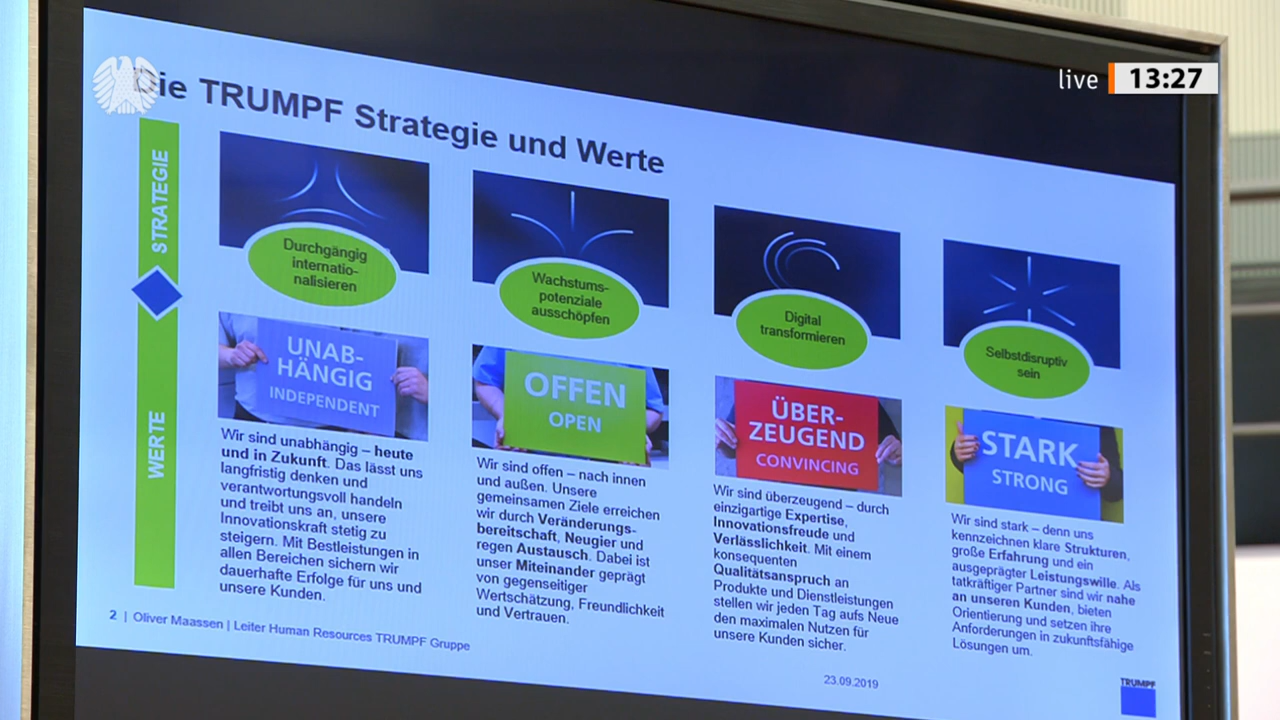 live 13:27
Die TRUMPF Strategie und Werte
STRATEGIE
Durchgängig
internatio-
nalisieren
Wachstums-
potenziale
ausschöpfen
Digital
transformieren
Selbstdisruptiv
sein
WERTE
UNAB-
HÄNGIG
INDEPENDENT
Wir sind unabhängig – heute
und in Zukunft. Das lässt uns
langfristig denken und
verantwortungsvoll handeln
und treibt uns an, unsere
Innovationskraft stetig zu
steigern. Mit Bestleistungen in
allen Bereichen sichern wir
dauerhafte Erfolge für uns und
unsere Kunden.
OFFEN
OPEN
Wir sind offen – nach innen
und außen. Unsere
gemeinsamen Ziele erreichen
wir durch Veränderungs-
bereitschaft, Neugier und
regen Austausch. Dabei ist
unser Miteinander geprägt
von gegenseitiger
Wertschätzung, Freundlichkeit
und Vertrauen.
ÜBER-
ZEUGEND
CONVINCING
Wir sind überzeugend – durch
einzigartige Expertise,
Innovationsfreude und
Verlässlichkeit. Mit einem
konsequenten
Qualitätsanspruch an
Produkte und Dienstleistungen
stellen wir jeden Tag aufs Neue
den maximalen Nutzen für
unsere Kunden sicher.
STARK
STRONG
Wir sind stark – denn uns
kennzeichnen klare Strukturen,
große Erfahrung und ein
ausgeprägter Leistungswille. Als
tatkräftiger Partner sind wir nahe
an unseren Kunden, bieten
Orientierung und setzen ihre
Anforderungen in zukunftsfähige
Lösungen um.
2 | Oliver Maassen | Leiter Human Resources TRUMPF Gruppe
23.09.2019
TRUMPF